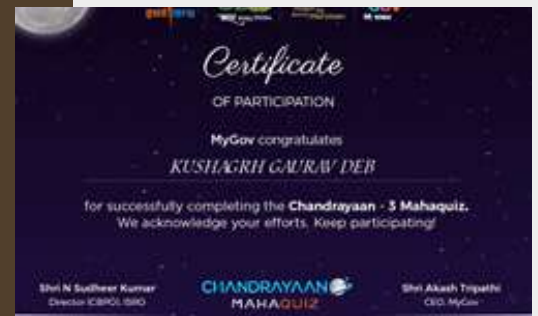 Certificate
OF PARTICIPATION
MyGov congratulates
KUSHAGRH GAURAV DEB
for successfully completing the Chandrayaan - 3 Mahaquiz.
We acknowledge your efforts. Keep participating!
Shri N Sudheer Kumar
Director (CBPO), ISRO
CHANDRAYAAN
MAHAQUIZ
Shri Akash Tripathi
CEO, MyGov